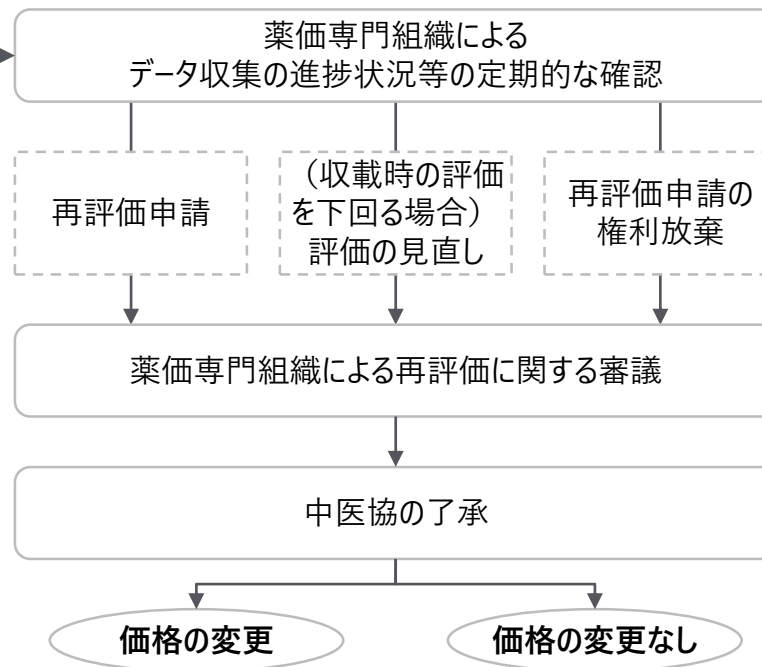 薬価専門組織による
データ収集の進捗状況等の定期的な確認
再評価申請
（収載時の評価
を下回る場合）
評価の見直し
再評価申請の
権利放棄
薬価専門組織による再評価に関する審議
中医協の了承
価格の変更
価格の変更なし